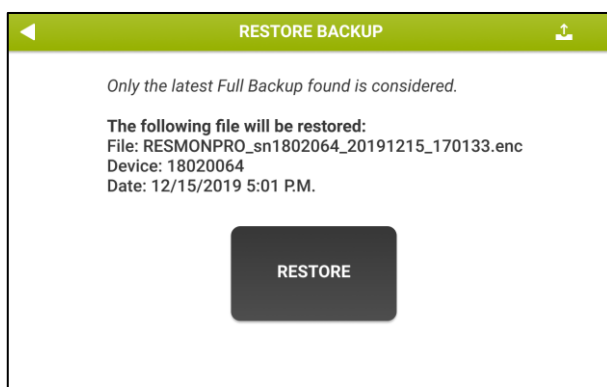 RESTORE BACKUP
Only the latest Full Backup found is considered.
The following file will be restored:
File: RESMONPRO_sn1802064_20191215_170133.enc
Device: 18020064
Date: 12/15/2019 5:01 P.M.
RESTORE